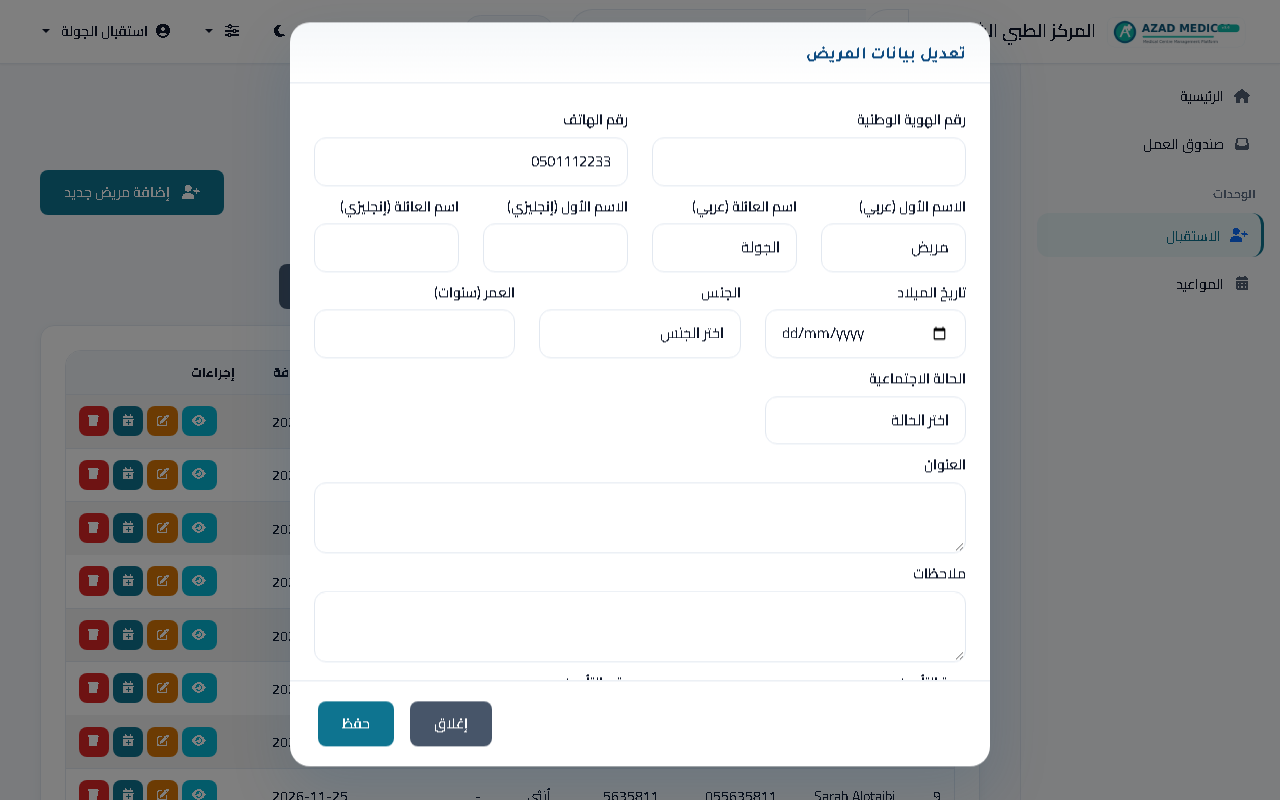 AZAD MEDIC
Medical Center Management Platform
المركز الطبي
استقبال الجولة
الرئيسية
صندوق العمل
الوحدات
الاستقبال
المواعيد
إضافة مريض جديد
تعديل بيانات المريض
رقم الهوية الوطنية
رقم الهاتف
0501112233
الاسم الأول (عربي)
اسم العائلة (عربي)
الاسم الأول (إنجليزي)
اسم العائلة (إنجليزي)
مريض
الجولة
تاريخ الميلاد
الجنس
العمر (سنوات)
dd/mm/yyyy
اختر الجنس
الحالة الاجتماعية
اختر الحالة
العنوان
ملاحظات
إغلاق
حفظ
إجراءات
9 Sarah Alotaibi 055635811 5635811 أنثى - 2026-11-25